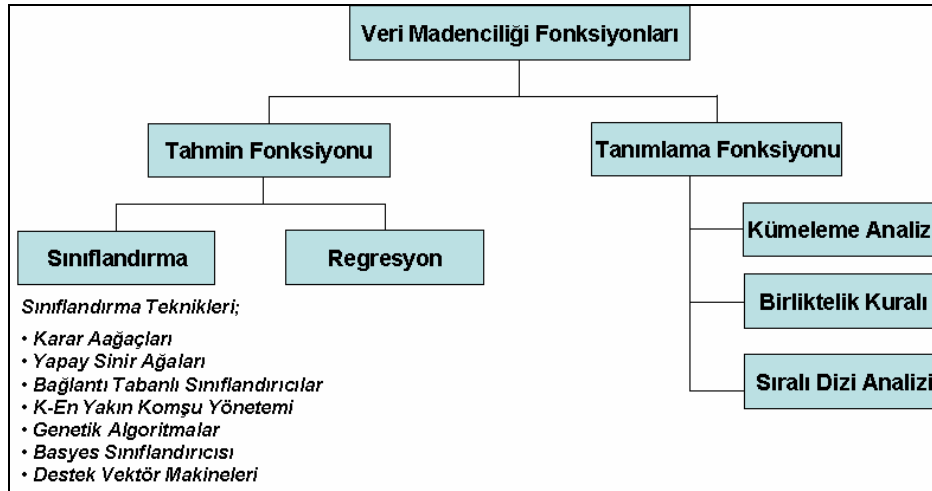 Veri Madenciliği Fonksiyonları
Tahmin Fonksiyonu
Tanımlama Fonksiyonu
Sınıflandırma
Regresyon
Kümeleme Analiz
Birliktelik Kuralı
Sıralı Dizi Analizi
Sınıflandırma Teknikleri;
• Karar Aağaçları
• Yapay Sinir Ağaları
• Bağlantı Tabanlı Sınıflandırıcılar
• K-En Yakın Komşu Yönetemi
• Genetik Algoritmalar
• Basyes Sınıflandırıcısı
• Destek Vektör Makineleri